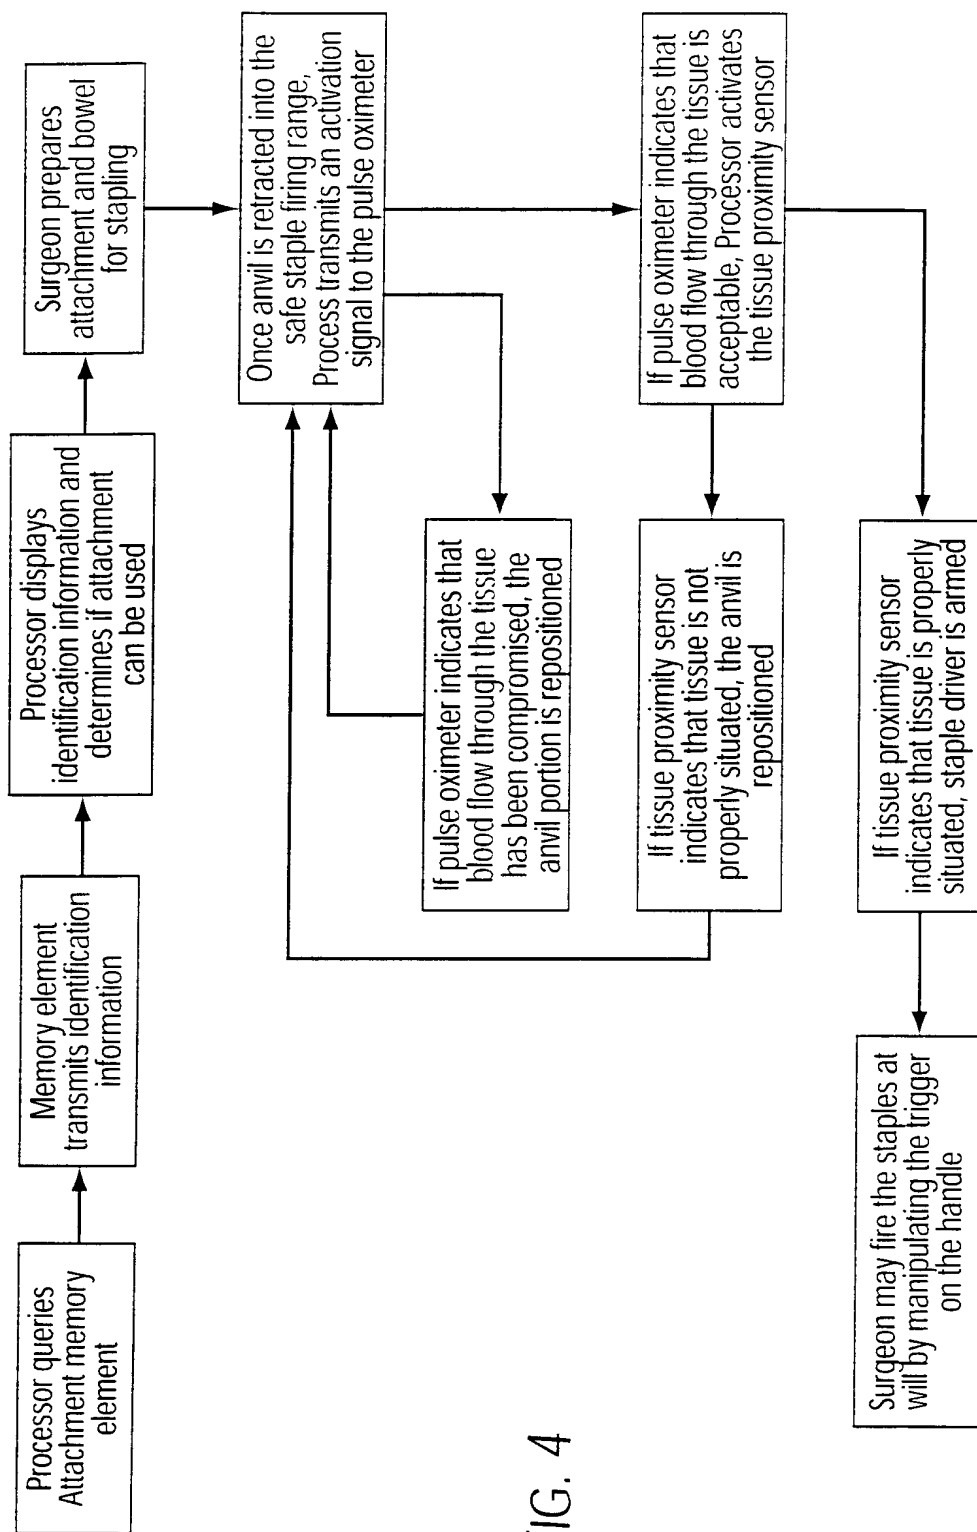 Processor queries
Attachment memory
element
Memory element
transmits identification
information
Processor displays
identification information and
determines if attachment
can be used
Surgeon prepares
attachment and bowel
for stapling
Once anvil is retracted into the
safe staple firing range,
Process transmits an activation
signal to the pulse oximeter
If pulse oximeter indicates that
blood flow through the tissue
has been compromised, the
anvil portion is repositioned
If pulse oximeter indicates that
blood flow through the tissue is
acceptable, Processor activates
the tissue proximity sensor
If tissue proximity sensor
indicates that tissue is not
properly situated, the anvil is
repositioned
If tissue proximity sensor
indicates that tissue is properly
situated, staple driver is armed
Surgeon may fire the staples at
will by manipulating the trigger
on the handle
IG. 4